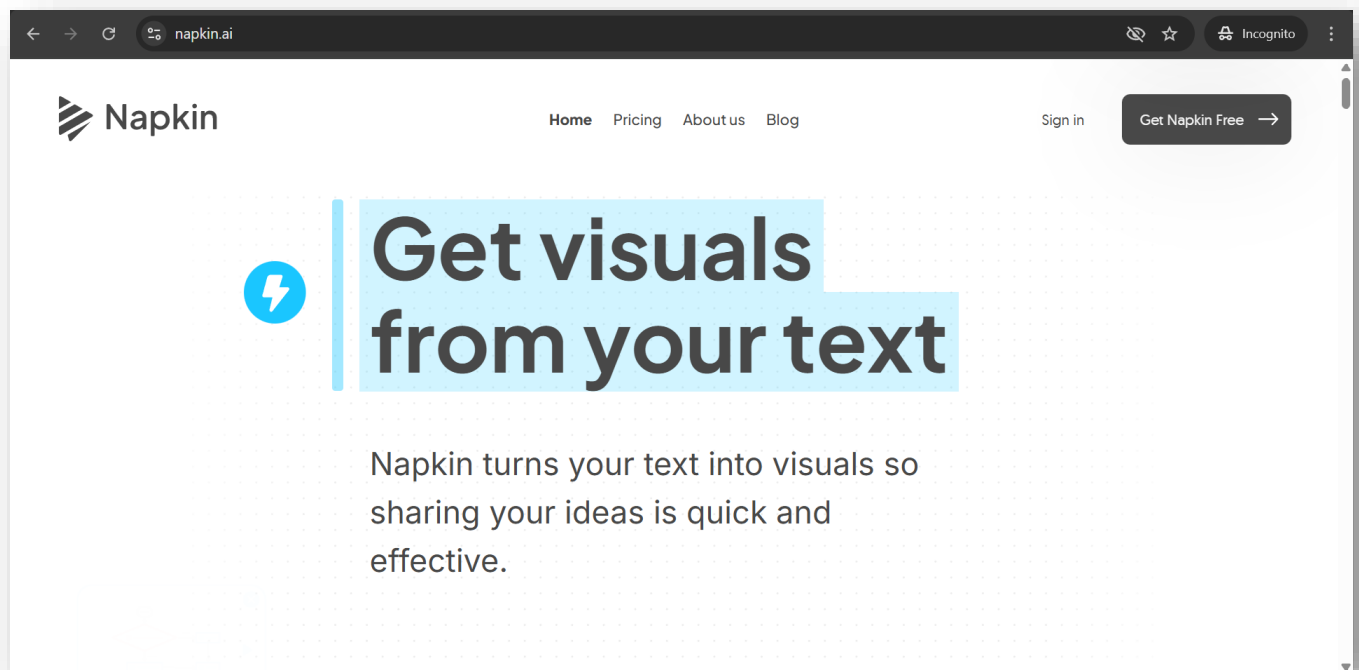 napkin.ai
Incognito
Napkin
Home Pricing About us Blog
Sign in
Get Napkin Free
Get visuals
from your text
Napkin turns your text into visuals so
sharing your ideas is quick and
effective.